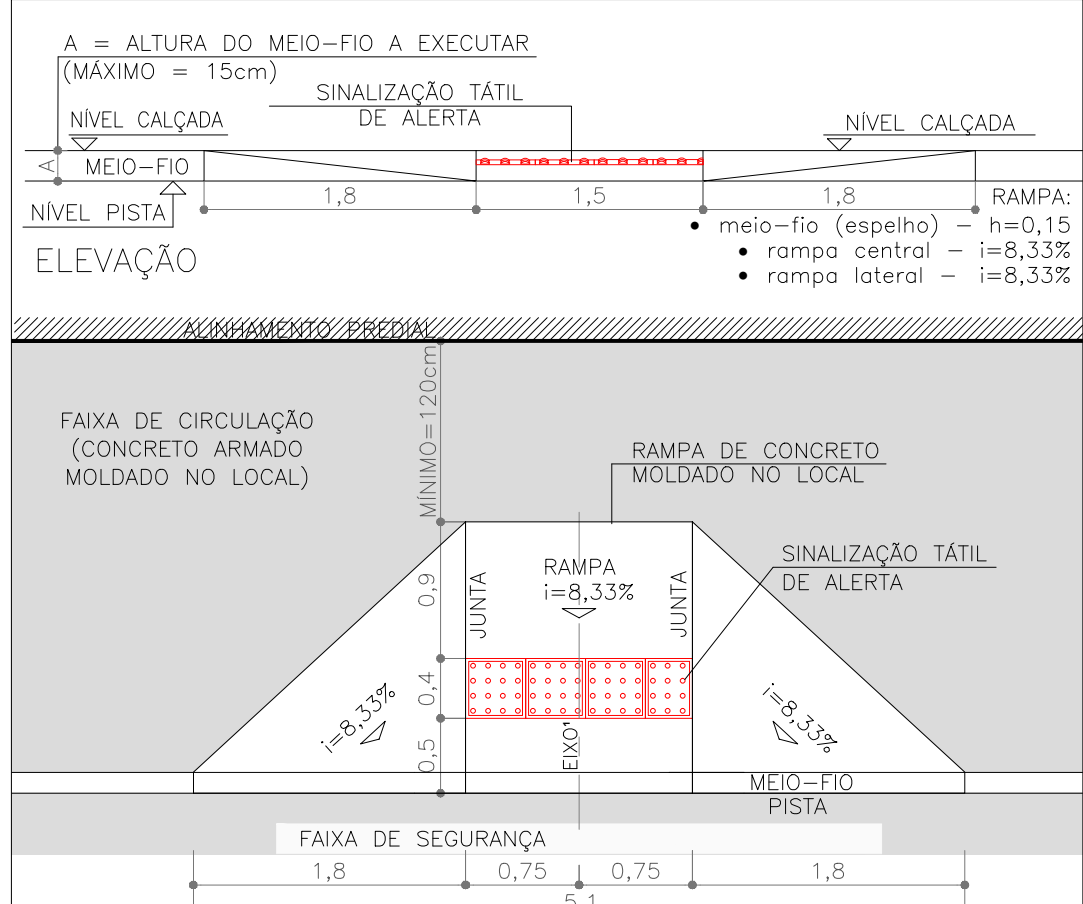 A = ALTURA DO MEIO-FIO A EXECUTAR
(MÁXIMO = 15cm)
SINALIZAÇÃO TÁTIL
DE ALERTA
NÍVEL CALÇADA
NÍVEL CALÇADA
A
MEIO-FIO
1,8
1,5
1,8
NÍVEL PISTA
RAMPA:
• meio-fio (espelho) - h=0,15
• rampa central - i=8,33%
• rampa lateral - i=8,33%
ELEVAÇÃO
ALINHAMENTO PREDIAL
MÍNIMO=120cm
FAIXA DE CIRCULAÇÃO
(CONCRETO ARMADO
MOLDADO NO LOCAL)
RAMPA DE CONCRETO
MOLDADO NO LOCAL
SINALIZAÇÃO TÁTIL
DE ALERTA
0,9
JUNTA
RAMPA
i=8,33%
JUNTA
0,4
i=8,33%
i=8,33%
0,5
EIXO¹
MEIO-FIO
PISTA
FAIXA DE SEGURANÇA
1,8
0,75
0,75
1,8
5,1